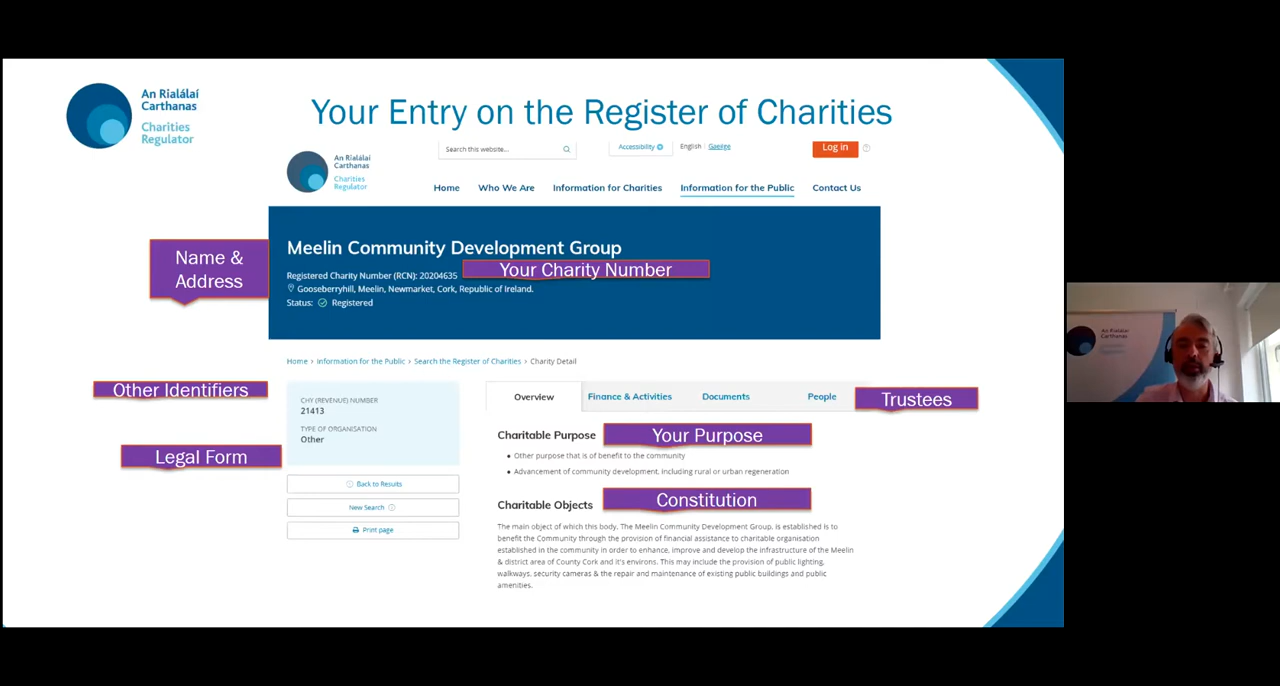 An Rialálaí
Carthanas
Charities
Regulator
Your Entry on the Register of Charities
An Rialálaí
Carthanas
Charities
Regulator
Search this website...
Accessibility
English | Gaeilge
Log in
Home Who We Are Information for Charities Information for the Public Contact Us
Name &
Address
Meelin Community Development Group
Registered Charity Number (RCN): 20204635
Your Charity Number
Gooseberryhill, Meelin, Newmarket, Cork, Republic of Ireland.
Status: Registered
Home > Information for the Public > Search the Register of Charities > Charity Detail
Other Identifiers
CHY (REVENUE) NUMBER
21413
TYPE OF ORGANISATION
Other
Legal Form
Back to Results
New Search
Print page
Overview Finance & Activities Documents People
Trustees
Charitable Purpose
Your Purpose
• Other purpose that is of benefit to the community
• Advancement of community development, including rural or urban regeneration
Charitable Objects
Constitution
The main object of which this body, The Meelin Community Development Group, is established is to
benefit the Community through the provision of financial assistance to charitable organisation
established in the community in order to enhance, improve and develop the infrastructure of the Meelin
& district area of County Cork and it's environs. This may include the provision of public lighting,
walkways, security cameras & the repair and maintenance of existing public buildings and public
amenities.
An Rialálaí
Carthanas